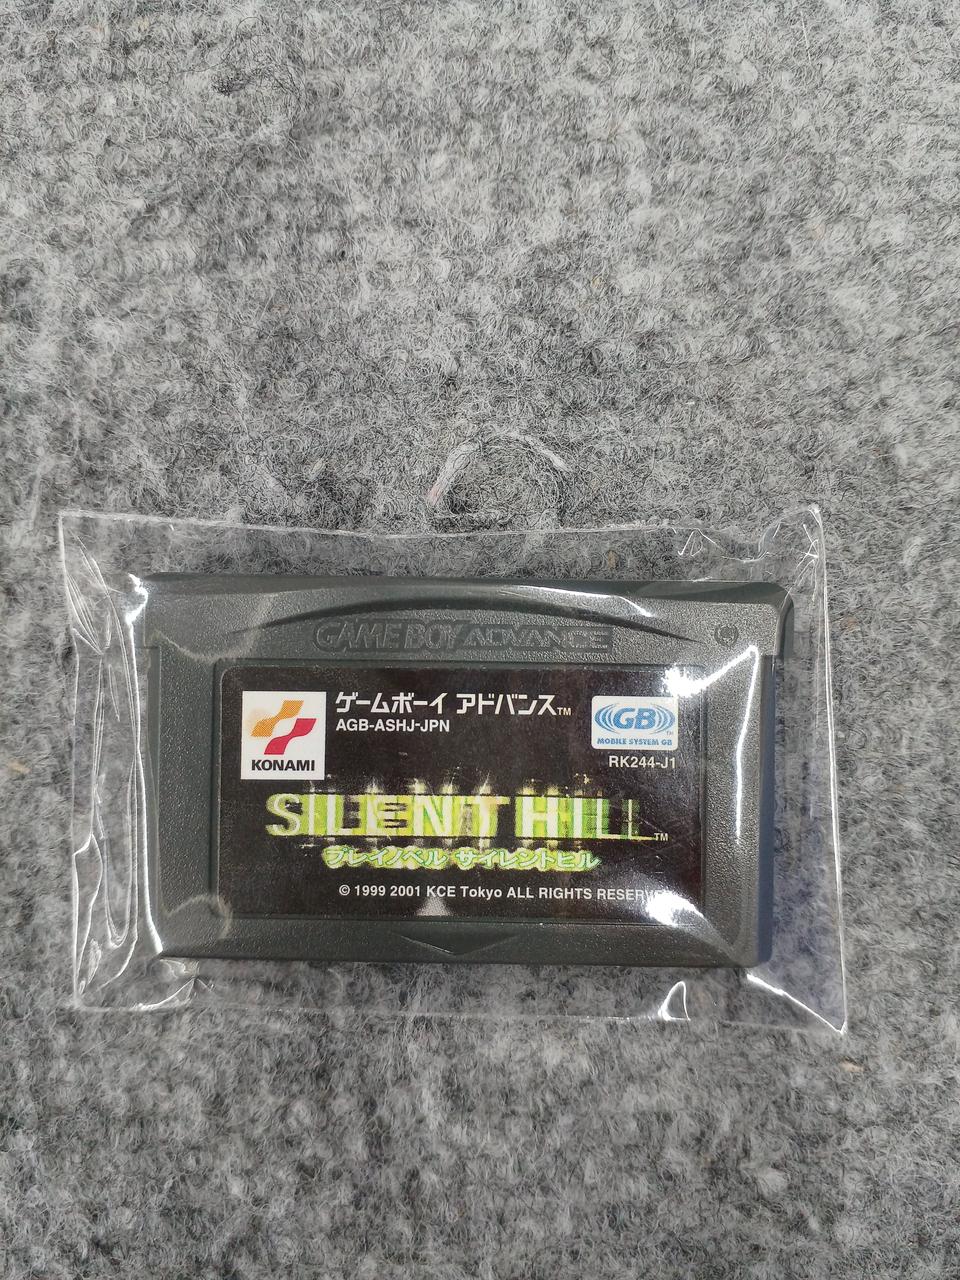 GAME BOY ADVANCE
ゲームボーイ アドバンス™
AGB-ASHJ-JPN
KONAMI
GB™
MOBILE SYSTEM GB
RK244-J1
SILENT HILL™
プレイノベル サイレントヒル
© 1999 2001 KCE Tokyo ALL RIGHTS RESERVED